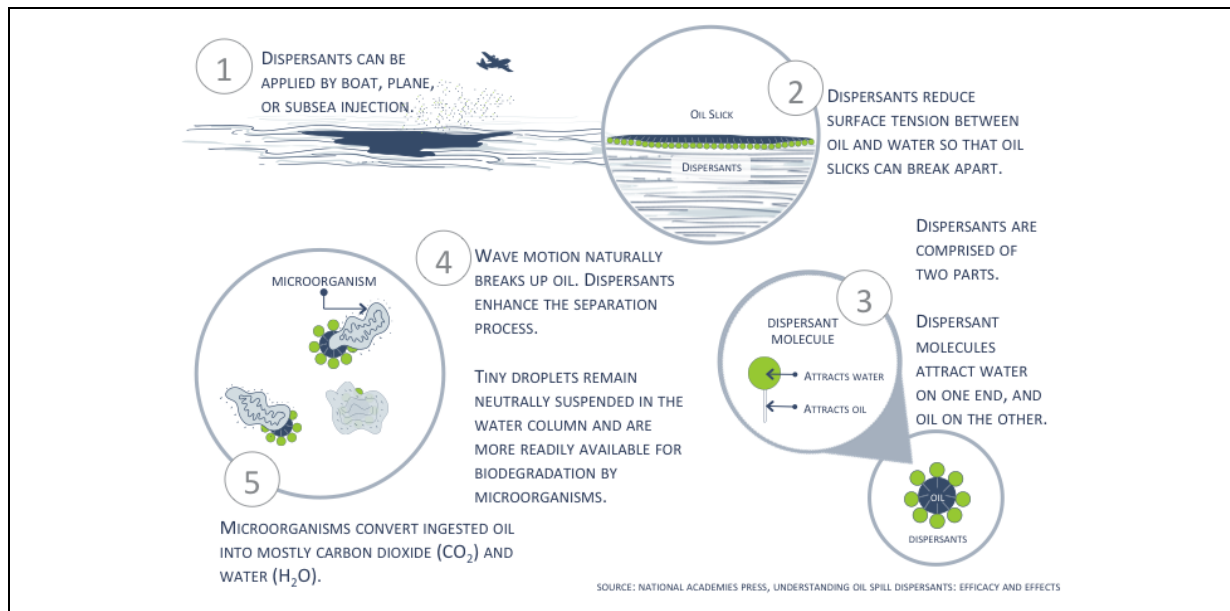 1
DISPERSANTS CAN BE
APPLIED BY BOAT, PLANE,
OR SUBSEA INJECTION.
2
OIL SLICK
DISPERSANTS
DISPERSANTS REDUCE
SURFACE TENSION BETWEEN
OIL AND WATER SO THAT OIL
SLICKS CAN BREAK APART.
DISPERSANTS ARE
COMPRISED OF
TWO PARTS.
3
DISPERSANT
MOLECULE
ATTRACTS WATER
ATTRACTS OIL
DISPERSANT
MOLECULES
ATTRACT WATER
ON ONE END, AND
OIL ON THE OTHER.
OIL
DISPERSANTS
4
WAVE MOTION NATURALLY
BREAKS UP OIL. DISPERSANTS
ENHANCE THE SEPARATION
PROCESS.
TINY DROPLETS REMAIN
NEUTRALLY SUSPENDED IN THE
WATER COLUMN AND ARE
MORE READILY AVAILABLE FOR
BIODEGRADATION BY
MICROORGANISMS.
MICROORGANISM
5
MICROORGANISMS CONVERT INGESTED OIL
INTO MOSTLY CARBON DIOXIDE (CO₂) AND
WATER (H₂O).
SOURCE: NATIONAL ACADEMIES PRESS, UNDERSTANDING OIL SPILL DISPERSANTS: EFFICACY AND EFFECTS